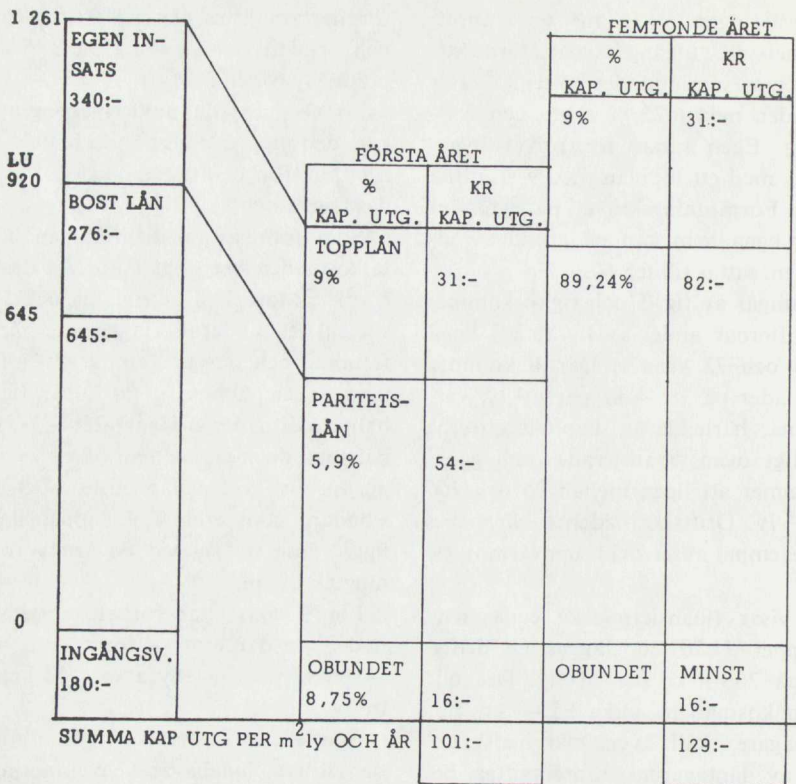 1 261
EGEN IN-
SATS
340:-
LU
920
BOST LÅN
276:-
645
645:-
0
INGÅNGSV.
180:-
FÖRSTA ÅRET
% KR
KAP. UTG. KAP. UTG.
TOPPLÅN
9% 31:-
PARITETS-
LÅN
5,9% 54:-
OBUNDET
8,75% 16:-
FEMTONDE ÅRET
% KR
KAP. UTG. KAP. UTG.
9% 31:-
89,24% 82:-
OBUNDET MINST
16:-
SUMMA KAP UTG PER m²ly OCH ÅR 101:- 129:-